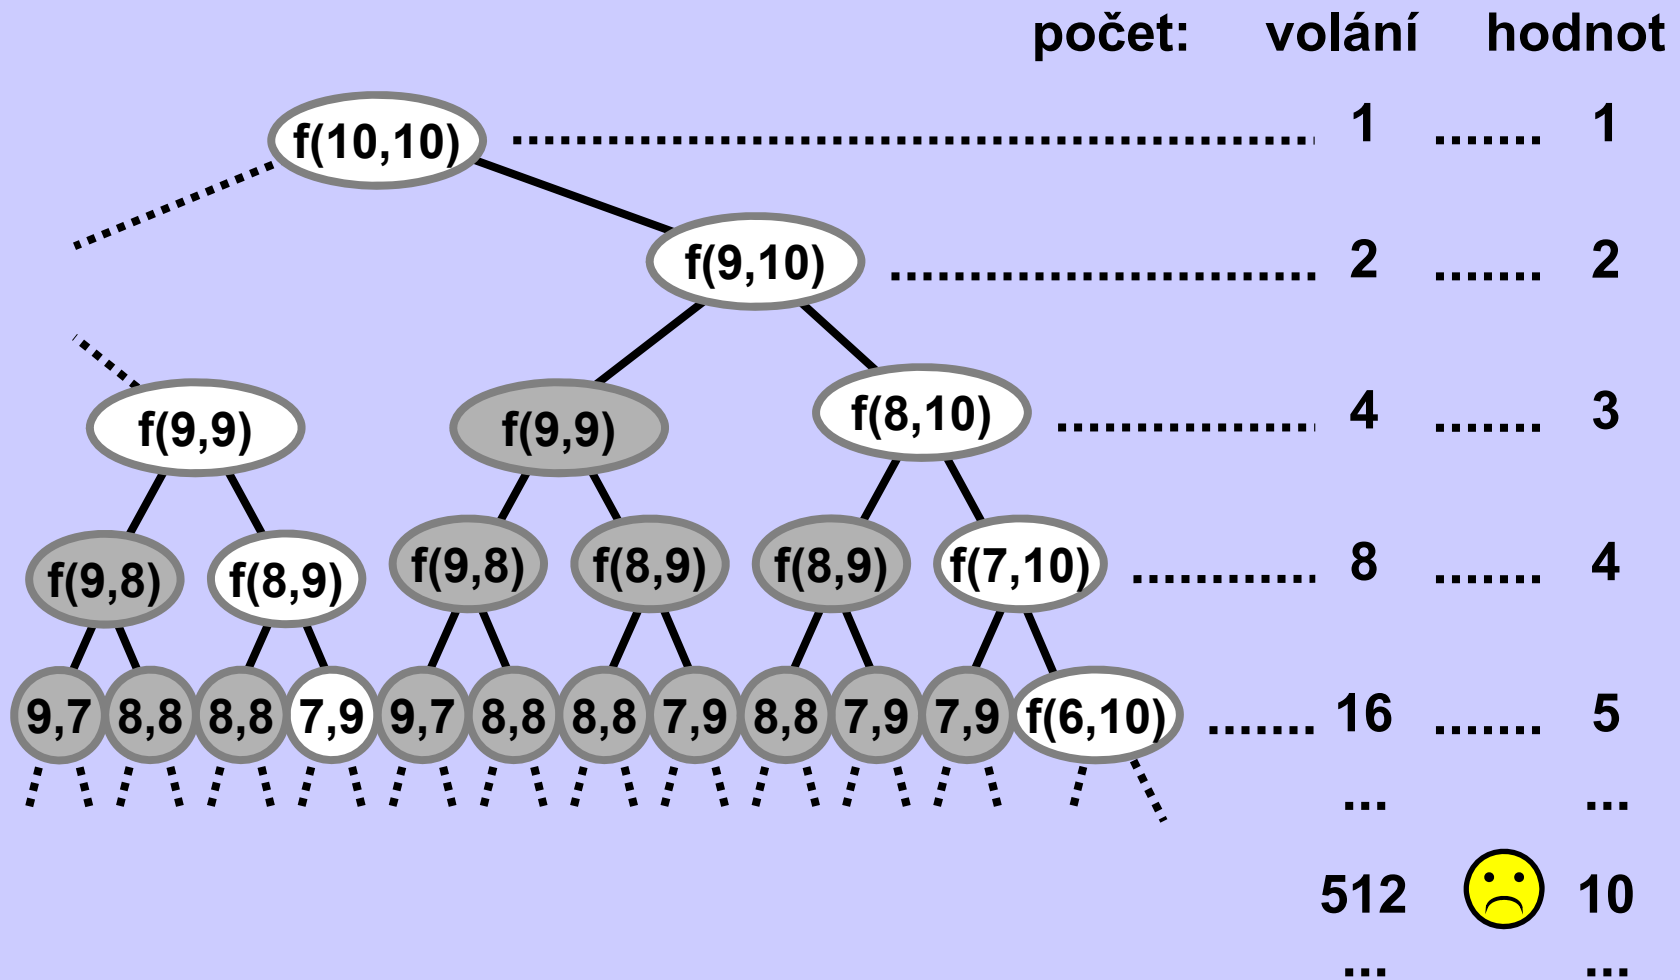 počet: volání hodnot
f(10,10) 1 1
f(9,10) 2 2
f(9,9) f(9,9) f(8,10) 4 3
f(9,8) f(8,9) f(9,8) f(8,9) f(8,9) f(7,10) 8 4
9,7 8,8 8,8 7,9 9,7 8,8 8,8 7,9 8,8 7,9 7,9 f(6,10) 16 5
... ...
512 10
... ...